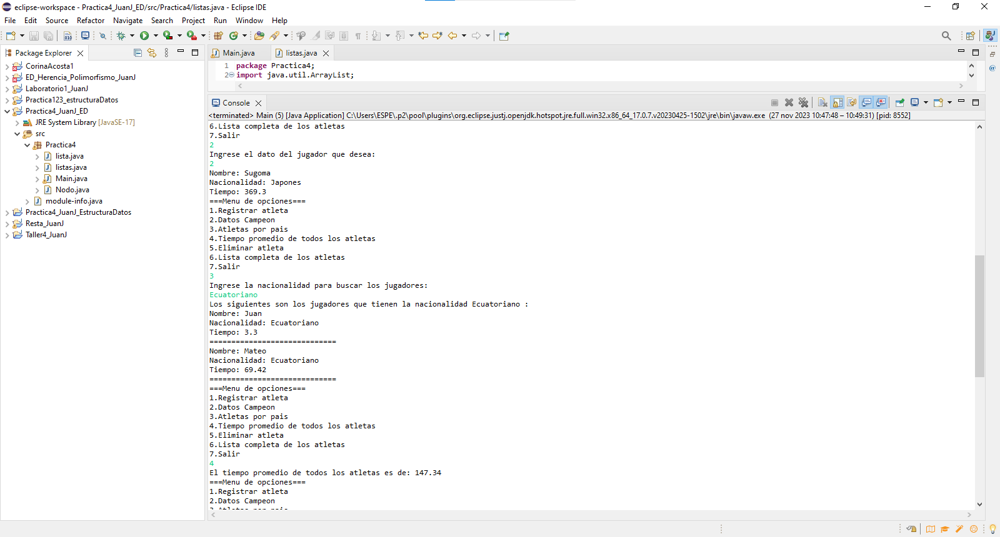 eclipse-workspace - Practica4_JuanJ_ED/src/Practica4/listas.java - Eclipse IDE
File Edit Source Refactor Navigate Search Project Run Window Help
Package Explorer
CorinaAcosta1
ED_Herencia_Polimorfismo_JuanJ
Laboratorio1_JuanJ
Practica123_estructuraDatos
Practica4_JuanJ_ED
JRE System Library [JavaSE-17]
src
Practica4
lista.java
listas.java
Main.java
Nodo.java
module-info.java
Practica4_JuanJ_EstructuraDatos
Resta_JuanJ
Taller4_JuanJ
Main.java listas.java
1 package Practica4;
2 import java.util.ArrayList;
Console
<terminated> Main (5) [Java Application] C:\Users\ESPE\.p2\pool\plugins\org.eclipse.justj.openjdk.hotspot.jre.full.win32.x86_64_17.0.7.v20230425-1502\jre\bin\javaw.exe (27 nov 2023 10:47:48 – 10:49:31) [pid: 8552]
6.Lista completa de los atletas
7.Salir
2
Ingrese el dato del jugador que desea:
2
Nombre: Sugoma
Nacionalidad: Japones
Tiempo: 369.3
===Menu de opciones===
1.Registrar atleta
2.Datos Campeon
3.Atletas por pais
4.Tiempo promedio de todos los atletas
5.Eliminar atleta
6.Lista completa de los atletas
7.Salir
3
Ingrese la nacionalidad para buscar los jugadores:
Ecuatoriano
Los siguientes son los jugadores que tienen la nacionalidad Ecuatoriano :
Nombre: Juan
Nacionalidad: Ecuatoriano
Tiempo: 3.3
=============================
Nombre: Mateo
Nacionalidad: Ecuatoriano
Tiempo: 69.42
=============================
===Menu de opciones===
1.Registrar atleta
2.Datos Campeon
3.Atletas por pais
4.Tiempo promedio de todos los atletas
5.Eliminar atleta
6.Lista completa de los atletas
7.Salir
4
El tiempo promedio de todos los atletas es de: 147.34
===Menu de opciones===
1.Registrar atleta
2.Datos Campeon
3.Atletas por pais